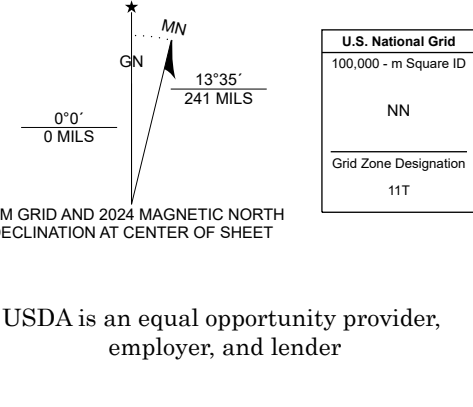 MN
GN
13°35´
241 MILS
0°0´
0 MILS
M GRID AND 2024 MAGNETIC NORTH
ECLINATION AT CENTER OF SHEET
U.S. National Grid
100,000 - m Square ID
NN
Grid Zone Designation
11T
USDA is an equal opportunity provider,
employer, and lender